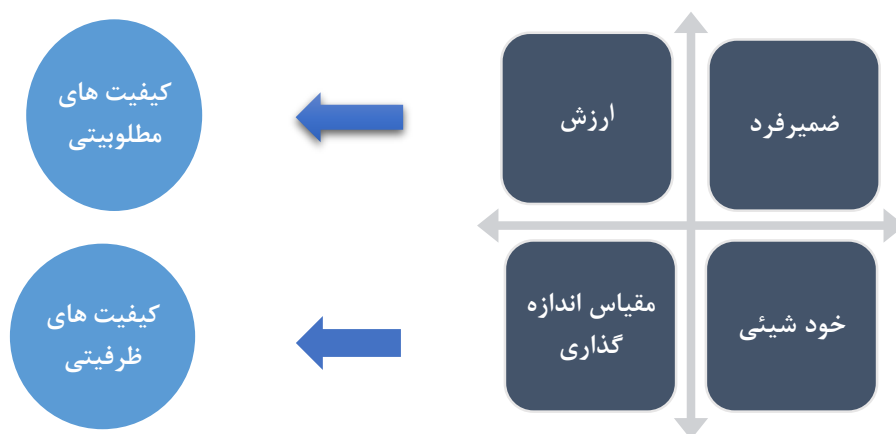 ضمیرفرد
ارزش
کیفیت های
مطلوبیتی
خود شیئی
مقیاس اندازه
گذاری
کیفیت های
ظرفیتی